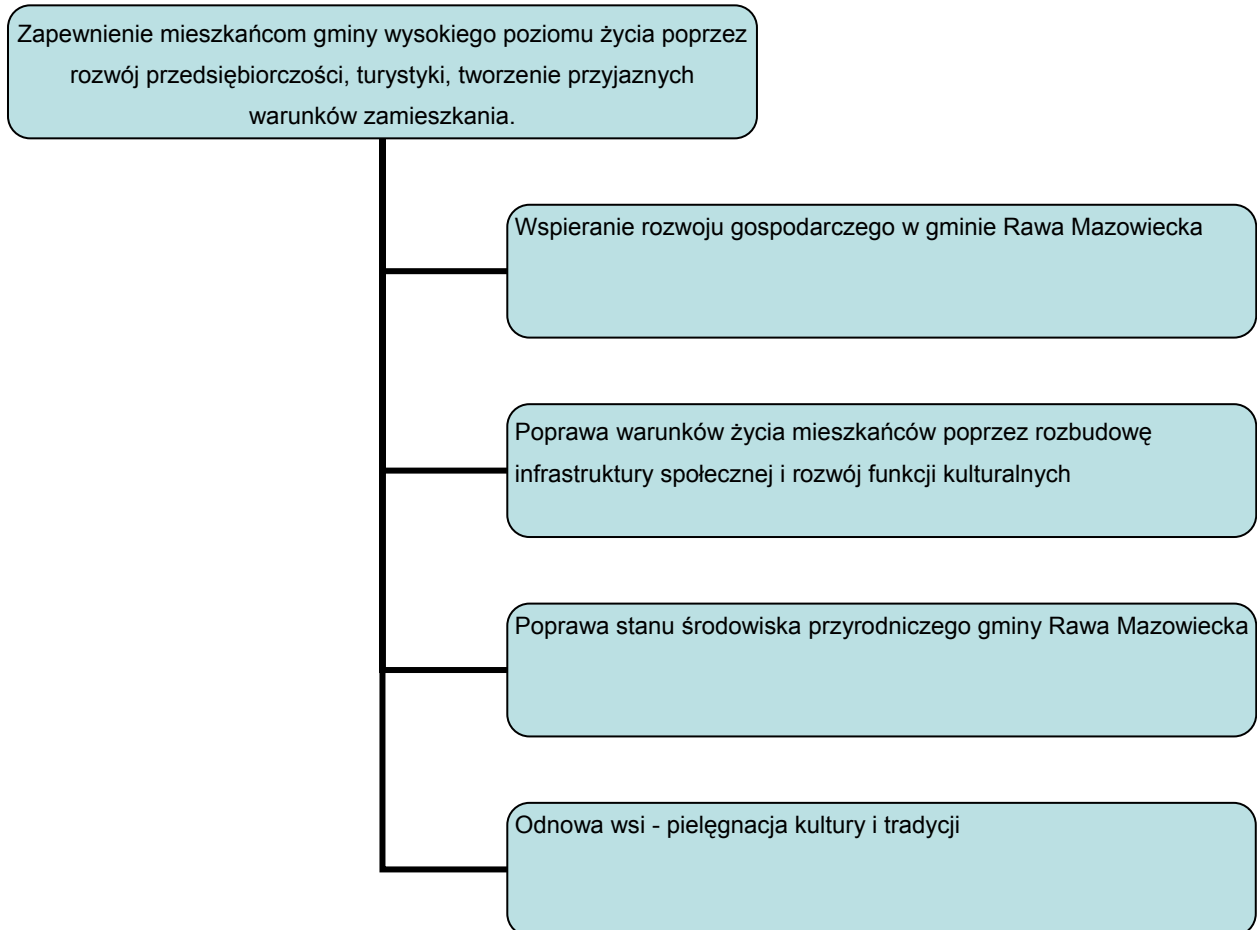 Zapewnienie mieszkańcom gminy wysokiego poziomu życia poprzez
rozwój przedsiębiorczości, turystyki, tworzenie przyjaznych
warunków zamieszkania.
Wspieranie rozwoju gospodarczego w gminie Rawa Mazowiecka
Poprawa warunków życia mieszkańców poprzez rozbudowę
infrastruktury społecznej i rozwój funkcji kulturalnych
Poprawa stanu środowiska przyrodniczego gminy Rawa Mazowiecka
Odnowa wsi - pielęgnacja kultury i tradycji